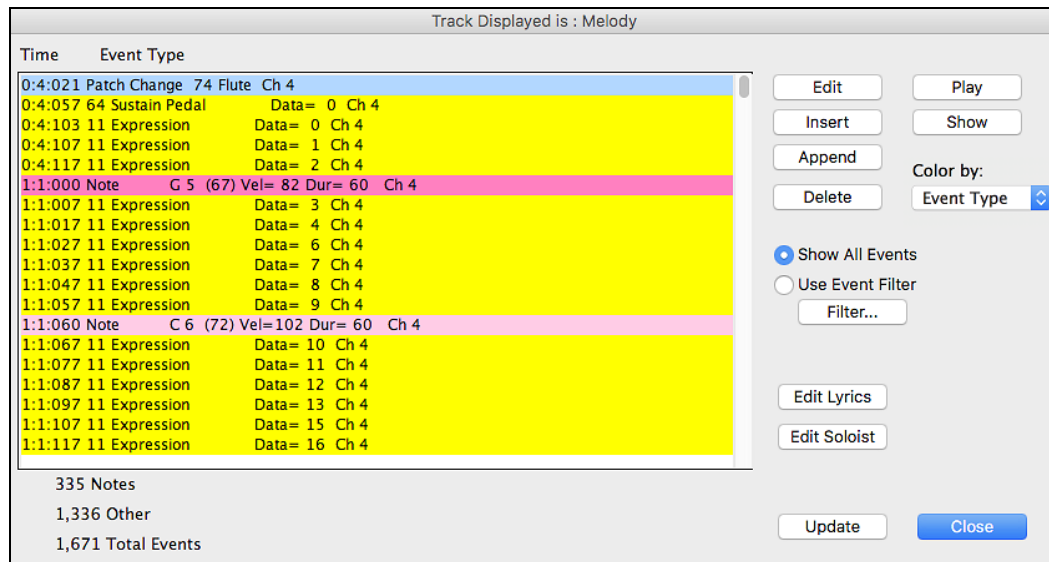 Track Displayed is : Melody
Time Event Type
0:4:021 Patch Change 74 Flute Ch 4
0:4:057 64 Sustain Pedal Data= 0 Ch 4
0:4:103 11 Expression Data= 0 Ch 4
0:4:107 11 Expression Data= 1 Ch 4
0:4:117 11 Expression Data= 2 Ch 4
1:1:000 Note G 5 (67) Vel= 82 Dur= 60 Ch 4
1:1:007 11 Expression Data= 3 Ch 4
1:1:017 11 Expression Data= 4 Ch 4
1:1:027 11 Expression Data= 6 Ch 4
1:1:037 11 Expression Data= 7 Ch 4
1:1:047 11 Expression Data= 8 Ch 4
1:1:057 11 Expression Data= 9 Ch 4
1:1:060 Note C 6 (72) Vel=102 Dur= 60 Ch 4
1:1:067 11 Expression Data= 10 Ch 4
1:1:077 11 Expression Data= 11 Ch 4
1:1:087 11 Expression Data= 12 Ch 4
1:1:097 11 Expression Data= 13 Ch 4
1:1:107 11 Expression Data= 15 Ch 4
1:1:117 11 Expression Data= 16 Ch 4
335 Notes
1,336 Other
1,671 Total Events
Edit Play
Insert Show
Append
Color by:
Delete Event Type
Show All Events
Use Event Filter
Filter...
Edit Lyrics
Edit Soloist
Update Close